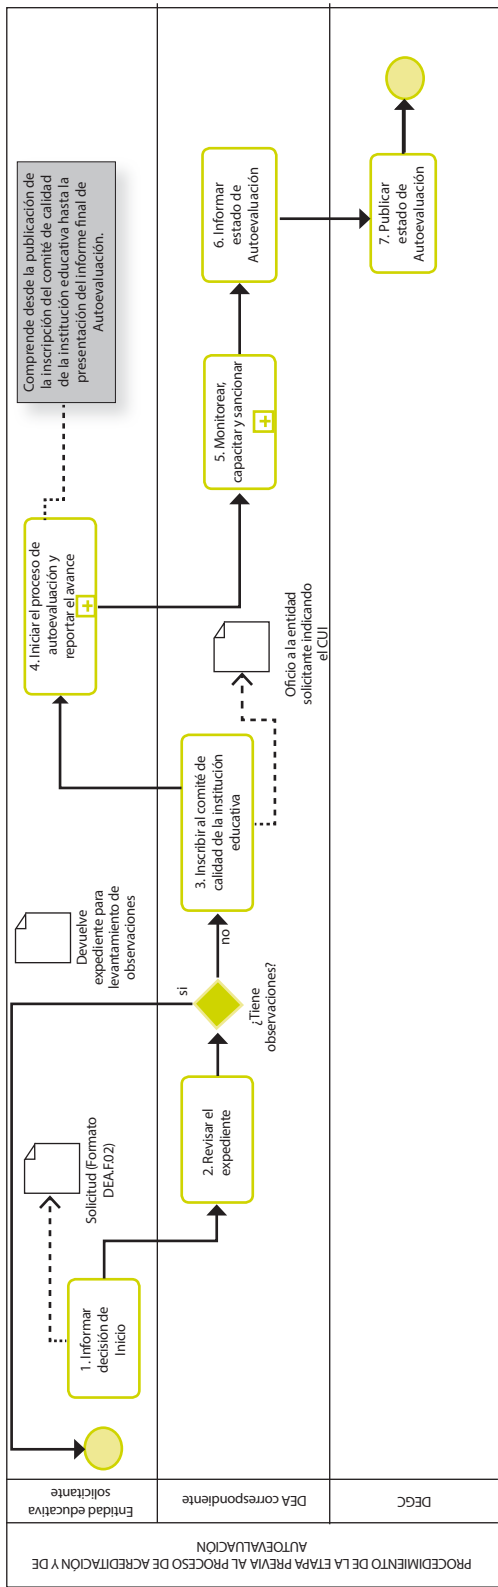 PROCEDIMIENTO DE LA ETAPA PREVIA AL PROCESO DE ACREDITACIÓN Y DE
AUTOEVALUACIÓN
Entidad educativa
solicitante
1. Informar
decisión de
Inicio
Solicitud (Formato
DEA.F.02)
Devuelve
expediente para
levantamiento de
observaciones
4. Iniciar el proceso de
autoevaluación y
reportar el avance
Comprende desde la publicación de
la inscripción del comité de calidad
de la institución educativa hasta la
presentación del informe final de
Autoevaluación.
DEA correspondiente
2. Revisar el
expediente
¿Tiene
observaciones?
si
no
3. Inscribir al comité de
calidad de la institución
educativa
Oficio a la entidad
solicitante indicando
el CUI
5. Monitorear,
capacitar y sancionar
6. Informar
estado de
Autoevaluación
DEGC
7. Publicar
estado de
Autoevaluación